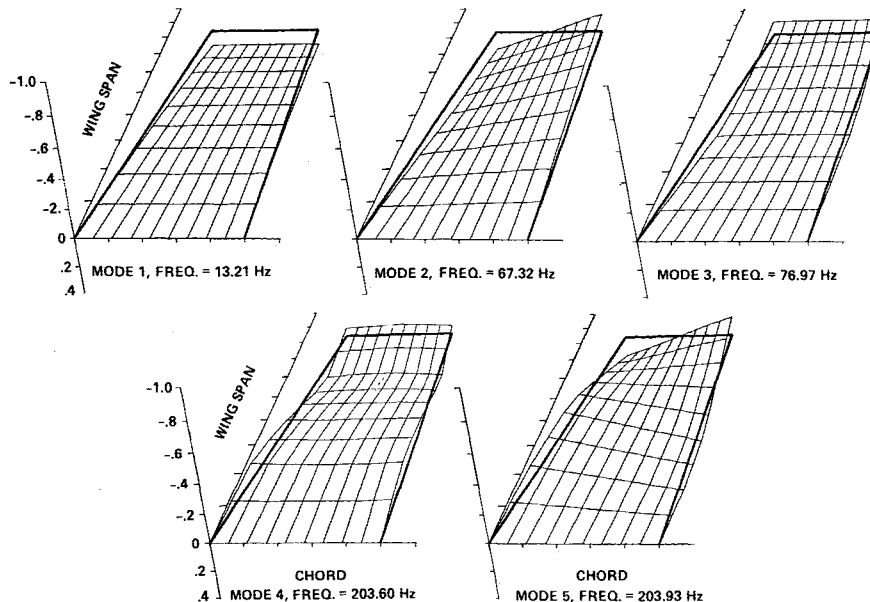 WING SPAN
-1.0
-.8
-.6
-.4
-2.
0
.2
.4
MODE 1, FREQ. = 13.21 Hz
MODE 2, FREQ. = 67.32 Hz
MODE 3, FREQ. = 76.97 Hz
WING SPAN
-1.0
-.8
-.6
-.4
-.2
0
.2
.4
CHORD
MODE 4, FREQ. = 203.60 Hz
CHORD
MODE 5, FREQ. = 203.93 Hz